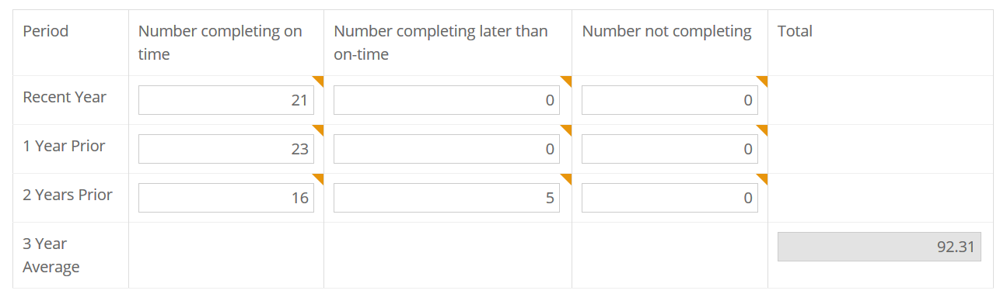 Period
Number completing on
time
Number completing later than
on-time
Number not completing
Total
Recent Year
21
0
0
1 Year Prior
23
0
0
2 Years Prior
16
5
0
3 Year
Average
92.31